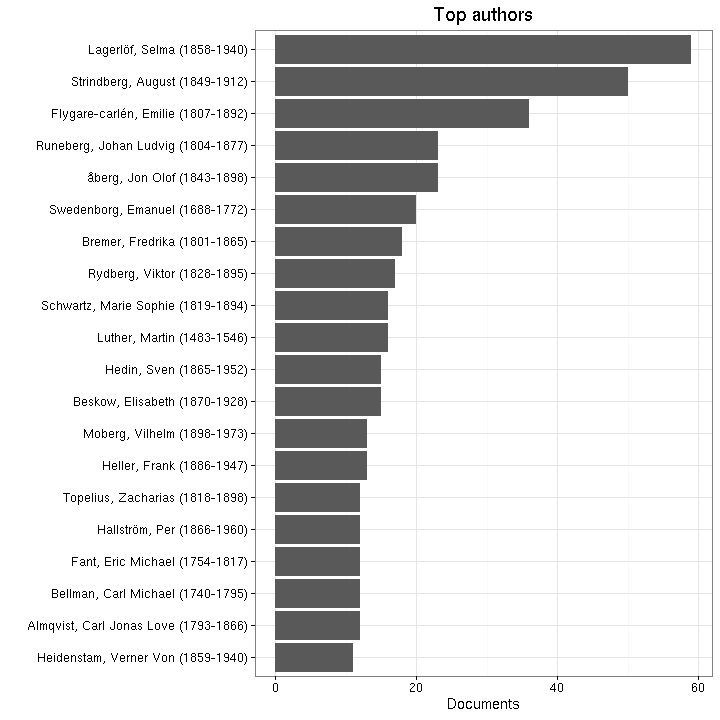 Top authors
Lagerlöf, Selma (1858-1940)
Strindberg, August (1849-1912)
Flygare-carlén, Emilie (1807-1892)
Runeberg, Johan Ludvig (1804-1877)
åberg, Jon Olof (1843-1898)
Swedenborg, Emanuel (1688-1772)
Bremer, Fredrika (1801-1865)
Rydberg, Viktor (1828-1895)
Schwartz, Marie Sophie (1819-1894)
Luther, Martin (1483-1546)
Hedin, Sven (1865-1952)
Beskow, Elisabeth (1870-1928)
Moberg, Vilhelm (1898-1973)
Heller, Frank (1886-1947)
Topelius, Zacharias (1818-1898)
Hallström, Per (1866-1960)
Fant, Eric Michael (1754-1817)
Bellman, Carl Michael (1740-1795)
Almqvist, Carl Jonas Love (1793-1866)
Heidenstam, Verner Von (1859-1940)
0 20 40 60
Documents